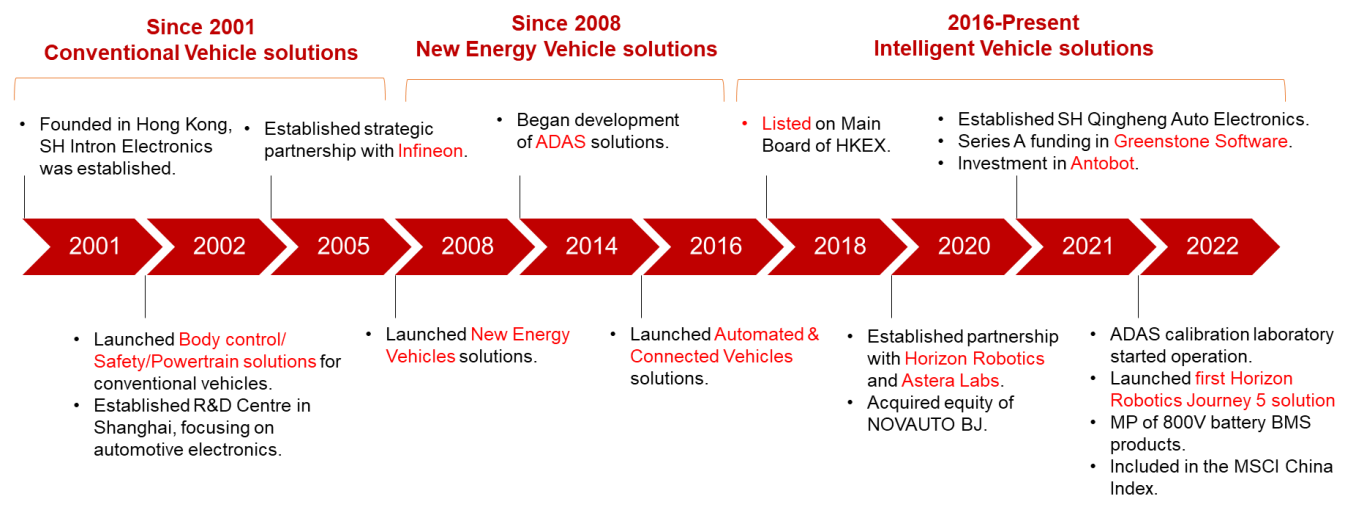 Since 2001
Conventional Vehicle solutions
Since 2008
New Energy Vehicle solutions
2016-Present
Intelligent Vehicle solutions
• Founded in Hong Kong,
SH Intron Electronics
was established.
• Established strategic
partnership with Infineon.
• Began development
of ADAS solutions.
• Listed on Main
Board of HKEX.
• Established SH Qingheng Auto Electronics.
• Series A funding in Greenstone Software.
• Investment in Antobot.
2001
2002
2005
2008
2014
2016
2018
2020
2021
2022
• Launched Body control/
Safety/Powertrain solutions for
conventional vehicles.
• Established R&D Centre in
Shanghai, focusing on
automotive electronics.
• Launched New Energy
Vehicles solutions.
• Launched Automated &
Connected Vehicles
solutions.
• Established partnership
with Horizon Robotics
and Astera Labs.
• Acquired equity of
NOVAUTO BJ.
• ADAS calibration laboratory
started operation.
• Launched first Horizon
Robotics Journey 5 solution
• MP of 800V battery BMS
products.
• Included in the MSCI China
Index.